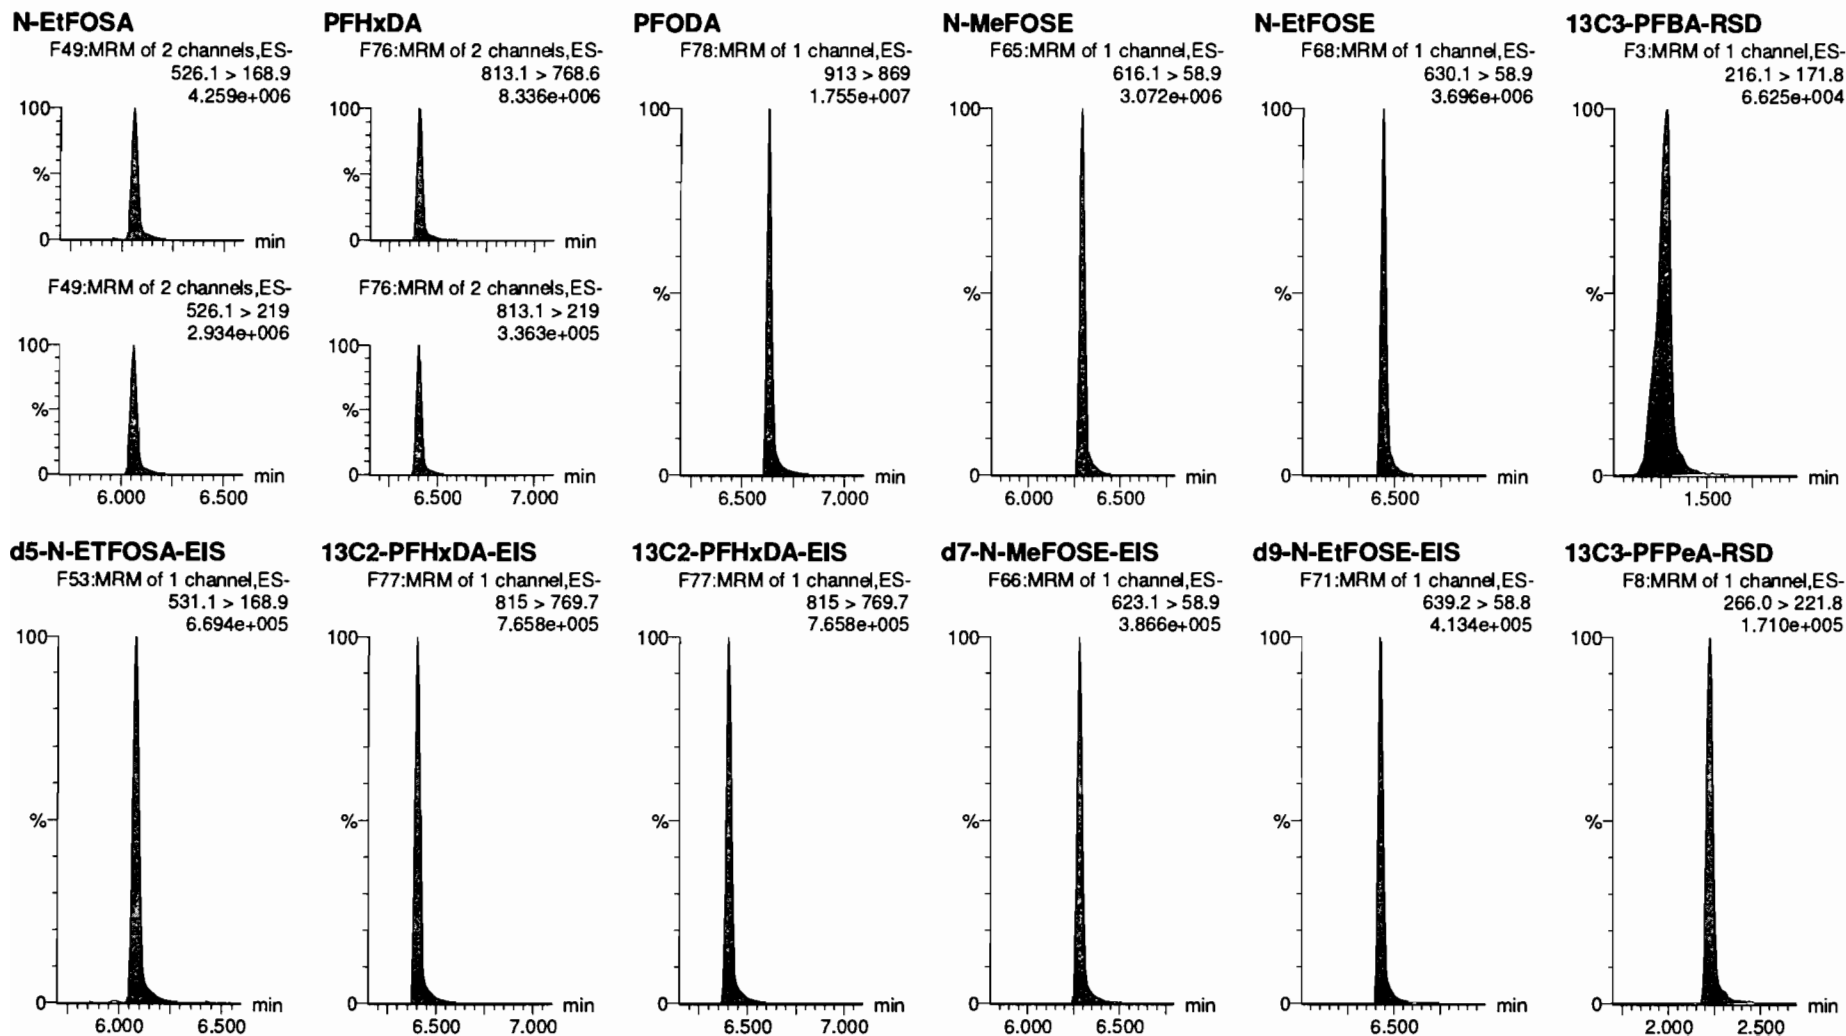 N-EtFOSA
F49:MRM of 2 channels,ES-
526.1 > 168.9
4.259e+006
100
%
0
min
F49:MRM of 2 channels,ES-
526.1 > 219
2.934e+006
100
%
0
min
6.000 6.500
PFHxDA
F76:MRM of 2 channels,ES-
813.1 > 768.6
8.336e+006
100
%
0
min
F76:MRM of 2 channels,ES-
813.1 > 219
3.363e+005
100
%
0
min
6.500 7.000
PFODA
F78:MRM of 1 channel,ES-
913 > 869
1.755e+007
100
%
0
min
6.500 7.000
N-MeFOSE
F65:MRM of 1 channel,ES-
616.1 > 58.9
3.072e+006
100
%
0
min
6.000 6.500
N-EtFOSE
F68:MRM of 1 channel,ES-
630.1 > 58.9
3.696e+006
100
%
0
min
6.500
13C3-PFBA-RSD
F3:MRM of 1 channel,ES-
216.1 > 171.8
6.625e+004
100
%
0
min
1.500
d5-N-ETFOSA-EIS
F53:MRM of 1 channel,ES-
531.1 > 168.9
6.694e+005
100
%
0
min
6.000 6.500
13C2-PFHxDA-EIS
F77:MRM of 1 channel,ES-
815 > 769.7
7.658e+005
100
%
0
min
6.500 7.000
13C2-PFHxDA-EIS
F77:MRM of 1 channel,ES-
815 > 769.7
7.658e+005
100
%
0
min
6.500 7.000
d7-N-MeFOSE-EIS
F66:MRM of 1 channel,ES-
623.1 > 58.9
3.866e+005
100
%
0
min
6.000 6.500
d9-N-EtFOSE-EIS
F71:MRM of 1 channel,ES-
639.2 > 58.8
4.134e+005
100
%
0
min
6.500
13C3-PFPeA-RSD
F8:MRM of 1 channel,ES-
266.0 > 221.8
1.710e+005
100
%
0
min
2.000 2.500